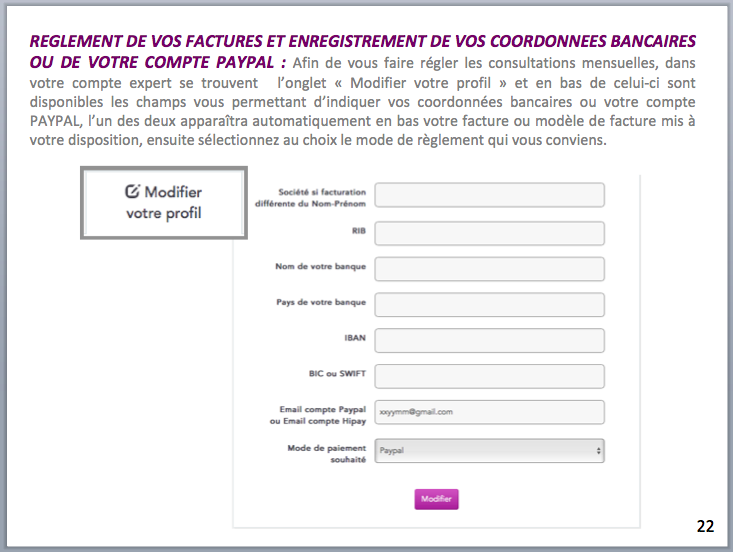 REGLEMENT DE VOS FACTURES ET ENREGISTREMENT DE VOS COORDONNEES BANCAIRES
OU DE VOTRE COMPTE PAYPAL : Afin de vous faire régler les consultations mensuelles, dans
votre compte expert se trouvent l’onglet « Modifier votre profil » et en bas de celui-ci sont
disponibles les champs vous permettant d’indiquer vos coordonnées bancaires ou votre compte
PAYPAL, l’un des deux apparaîtra automatiquement en bas votre facture ou modèle de facture mis à
votre disposition, ensuite sélectionnez au choix le mode de règlement qui vous conviens.
Modifier
votre profil
Société si facturation
différente du Nom-Prénom
RIB
Nom de votre banque
Pays de votre banque
IBAN
BIC ou SWIFT
Email compte Paypal
ou Email compte Hipay
xxyymm@gmail.com
Mode de paiement
souhaité
Paypal
Modifier
22